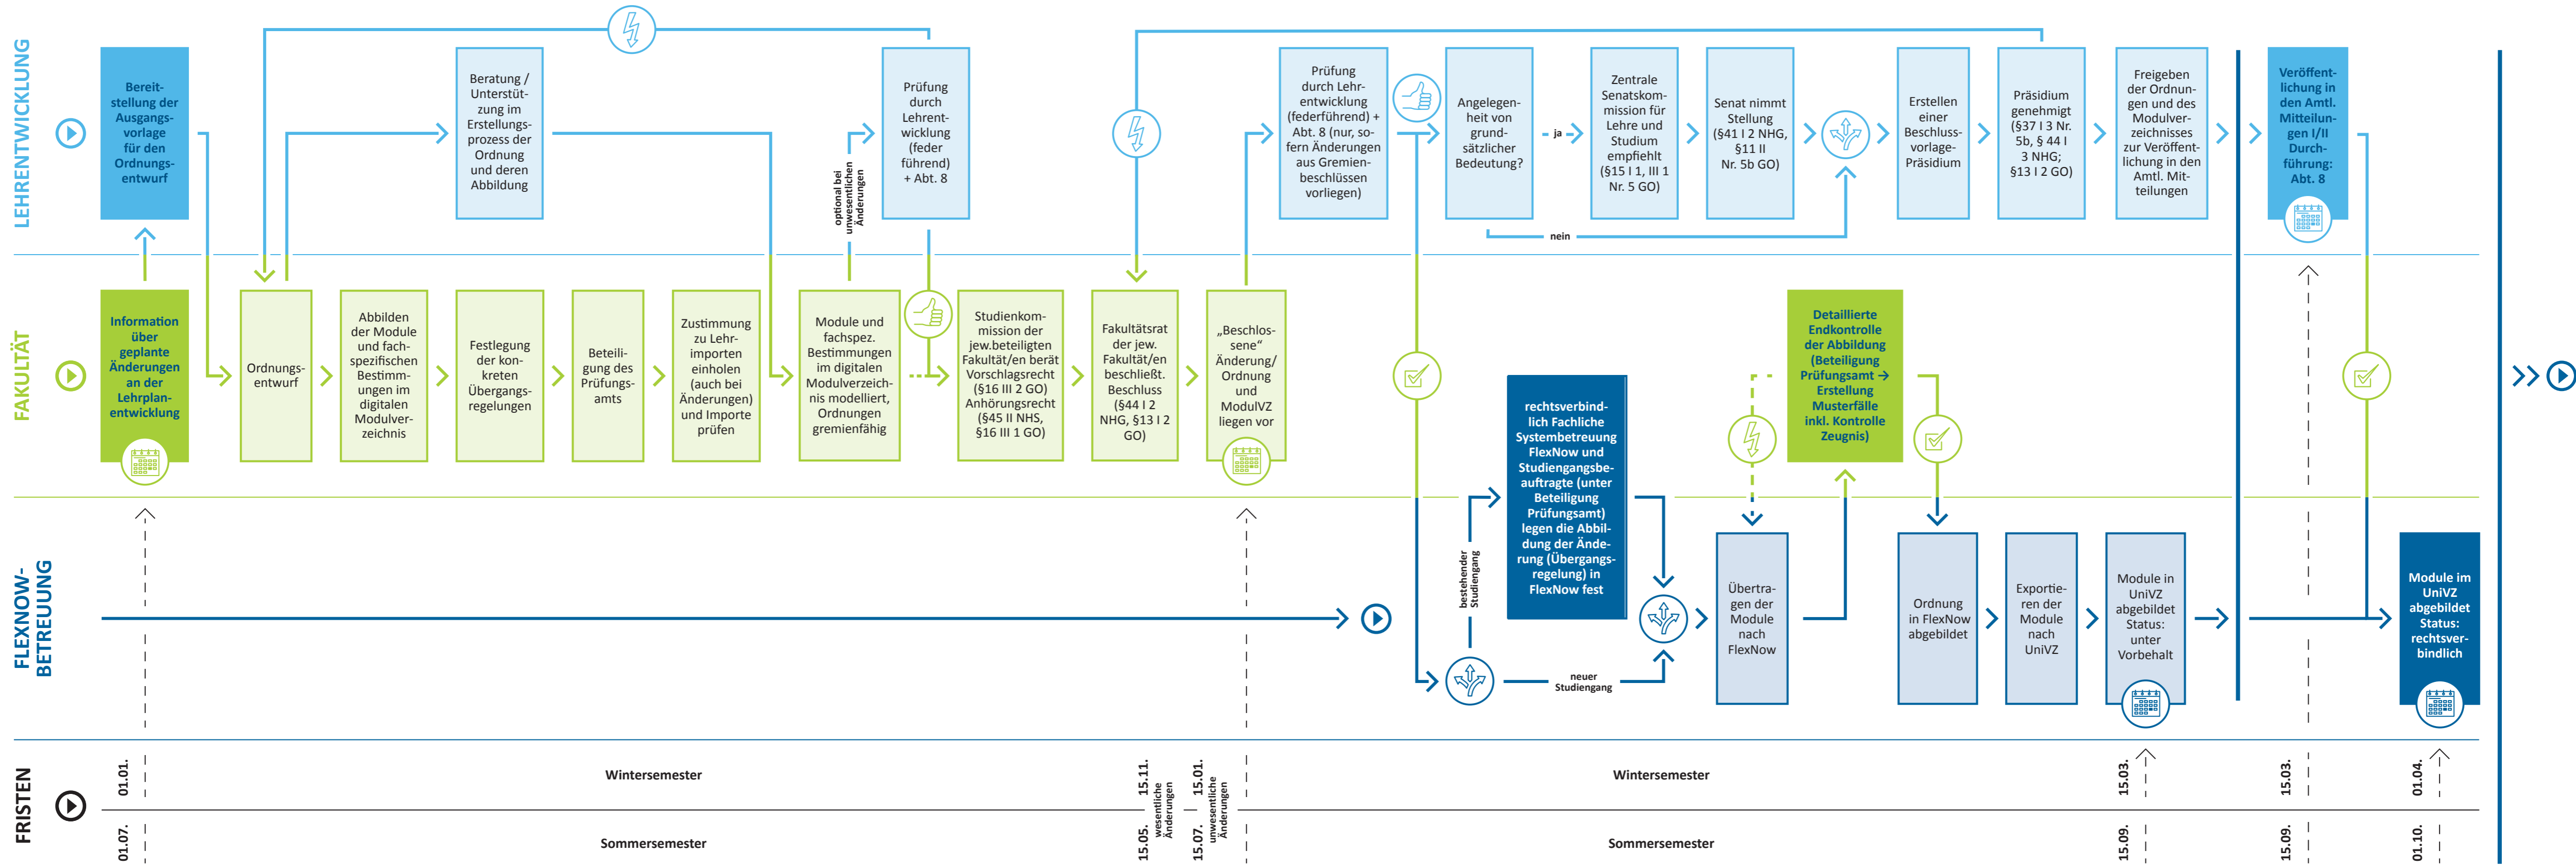 LEHRENTWICKLUNG
Bereit-
stellung der
Ausgangs-
vorlage
für den
Ordnungs-
entwurf
Beratung /
Unterstüt-
zung im
Erstellungs-
prozess der
Ordnung
und deren
Abbildung
optional bei
unwesentlichen
Änderungen
Prüfung
durch
Lehrent-
wicklung
(feder
führend)
+ Abt. 8
Prüfung
durch Lehr-
entwicklung
(federführend) +
Abt. 8 (nur, so-
fern Änderungen
aus Gremien-
beschlüssen
vorliegen)
Angelegen-
heit von
grund-
sätzlicher
Bedeutung?
ja
nein
Zentrale
Senatskom-
mission für
Lehre und
Studium
empfiehlt
(§15 I 1, III 1
Nr. 5 GO)
Senat nimmt
Stellung
(§41 I 2 NHG,
§11 II
Nr. 5b GO)
Erstellen
einer
Beschluss-
vorlage-
Präsidium
Präsidium
genehmigt
(§37 I 3 Nr.
5b, § 44 I
3 NHG;
§13 I 2 GO)
Freigeben
der Ordnun-
gen und des
Modulver-
zeichnisses
zur Veröffent-
lichung in den
Amtl. Mit-
teilungen
Veröffent-
lichung in
den Amtl.
Mitteilun-
gen I/II
Durch-
führung:
Abt. 8
FAKULTÄT
Information
über
geplante
Änderungen
an der
Lehrplan-
entwicklung
Ordnungs-
entwurf
Abbilden
der Module
und fach-
spezifischen
Bestimm-
ungen im
digitalen
Modulver-
zeichnis
Festlegung
der kon-
kreten
Übergangs-
regelungen
Beteili-
gung des
Prüfungs-
amts
Zustimmung
zu Lehr-
importen
einholen
(auch bei
Änderungen)
und Importe
prüfen
Module und
fachspez.
Bestimmungen
im digitalen
Modulverzeich-
nis modelliert,
Ordnungen
gremienfähig
Studienkom-
mission der
jew.beteiligten
Fakultät/en berät
Vorschlagsrecht
(§16 III 2 GO)
Anhörungsrecht
(§45 II NHS,
§16 III 1 GO)
Fakultätsrat
der jew.
Fakultät/en
beschließt.
Beschluss
(§44 I 2
NHG, §13 I 2
GO)
„Beschlos-
sene“
Änderung/
Ordnung
und
ModulVZ
liegen vor
Detaillierte
Endkontrolle
der Abbildung
(Beteiligung
Prüfungsamt →
Erstellung
Musterfälle
inkl. Kontrolle
Zeugnis)
FLEXNOW-
BETREUUNG
bestehender
Studiengang
rechtsverbind-
lich Fachliche
Systembetreuung
FlexNow und
Studiengangsbe-
auftragte (unter
Beteiligung
Prüfungsamt)
legen die Abbil-
dung der Ände-
rung (Übergangs-
regelung) in
FlexNow fest
neuer
Studiengang
Übertra-
gen der
Module
nach
FlexNow
Ordnung
in FlexNow
abgebildet
Exportie-
ren der
Module
nach
UniVZ
Module in
UniVZ
abgebildet
Status:
unter
Vorbehalt
Module im
UniVZ
abgebildet
Status:
rechtsver-
bindlich
FRISTEN
01.01.
Wintersemester
15.11.
15.01.
Wintersemester
15.03.
15.03.
01.04.
wesentliche
Änderungen
unwesentliche
Änderungen
01.07.
Sommersemester
15.05.
15.07.
Sommersemester
15.09.
15.09.
01.10.